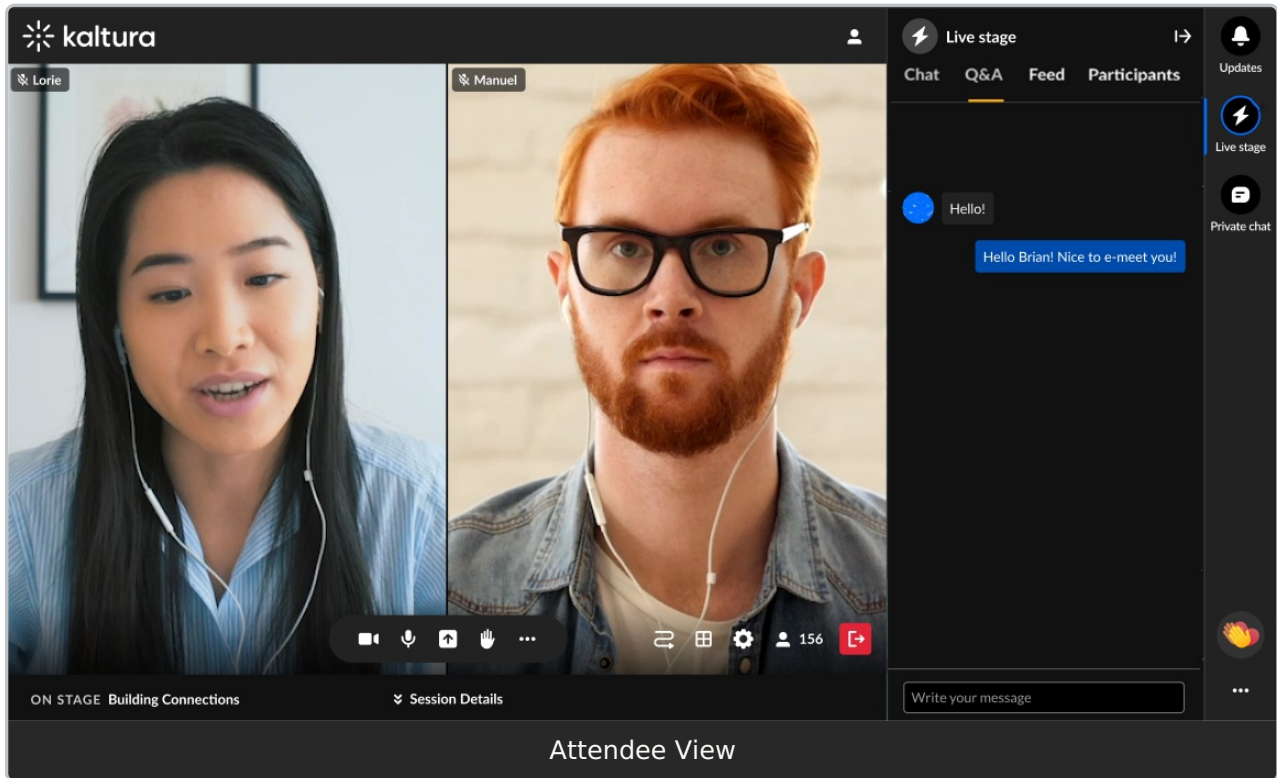 kaltura
Lorie
Manuel
Live stage
Chat Q&A Feed Participants
Hello!
Hello Brian! Nice to e-meet you!
Write your message
Updates
Live stage
Private chat
156
ON STAGE Building Connections
Session Details
Attendee View